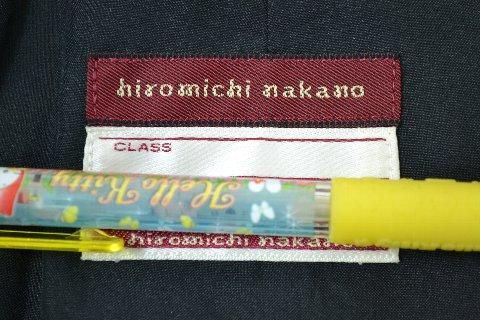 hiromichi nakano
CLASS
Hello Kitty
hiromichi nakano